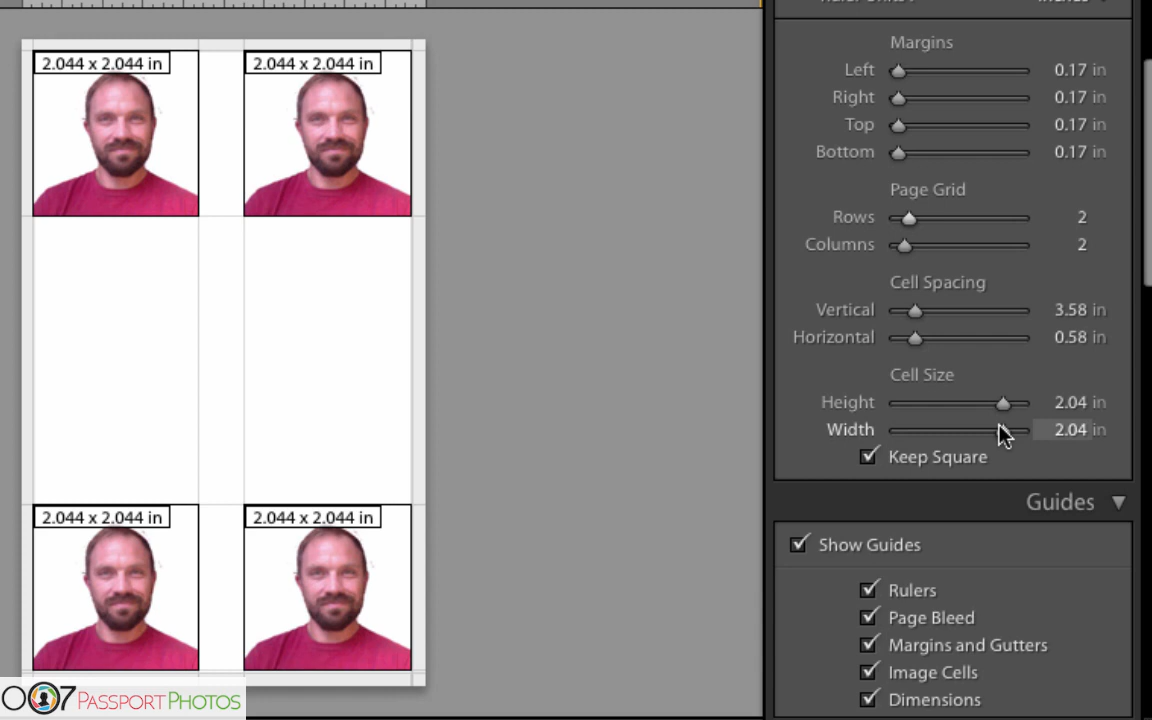 Ruler Units: Inches
Margins
Left 0.17 in
Right 0.17 in
Top 0.17 in
Bottom 0.17 in
Page Grid
Rows 2
Columns 2
Cell Spacing
Vertical 3.58 in
Horizontal 0.58 in
Cell Size
Height 2.04 in
Width 2.04 in
Keep Square
Guides
Show Guides
Rulers
Page Bleed
Margins and Gutters
Image Cells
Dimensions
2.044 x 2.044 in
2.044 x 2.044 in
2.044 x 2.044 in
2.044 x 2.044 in
007 PASSPORT PHOTOS